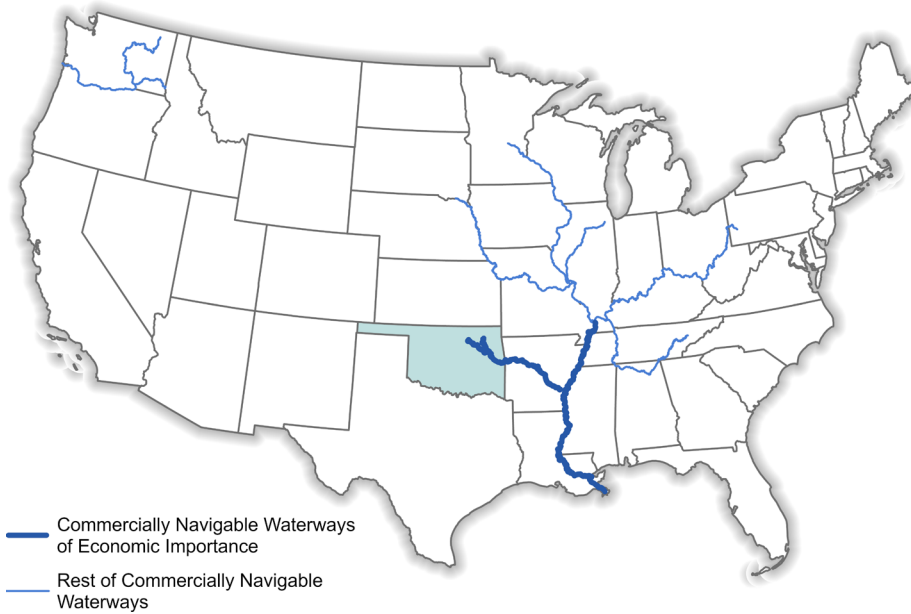 Commercially Navigable Waterways
of Economic Importance
Rest of Commercially Navigable
Waterways